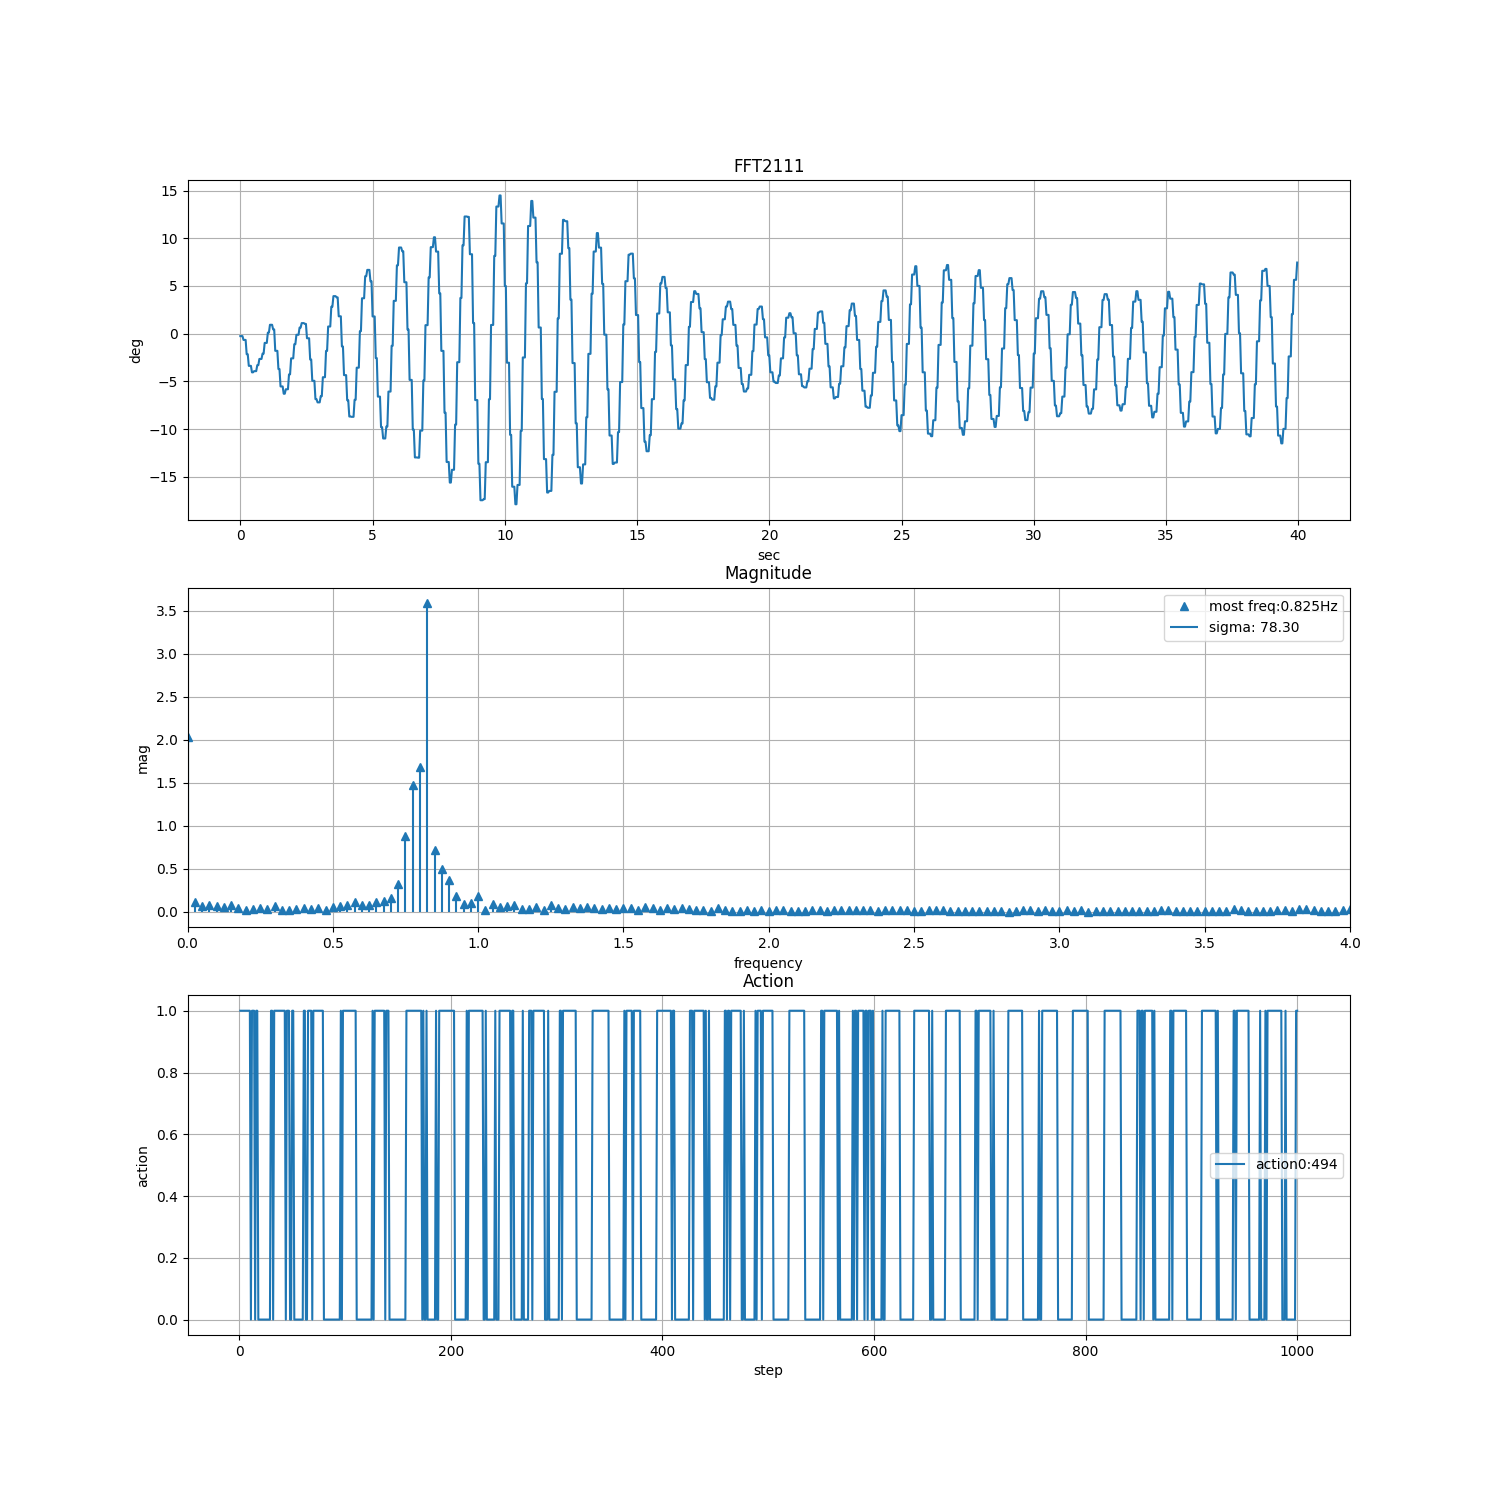 FFT2111
15
10
5
0
−5
−10
−15
deg
0 5 10 15 20 25 30 35 40
sec
Magnitude
3.5
3.0
2.5
2.0
1.5
1.0
0.5
0.0
mag
most freq:0.825Hz
sigma: 78.30
0.0 0.5 1.0 1.5 2.0 2.5 3.0 3.5 4.0
frequency
Action
1.0
0.8
0.6
0.4
0.2
0.0
action
action0:494
0 200 400 600 800 1000
step